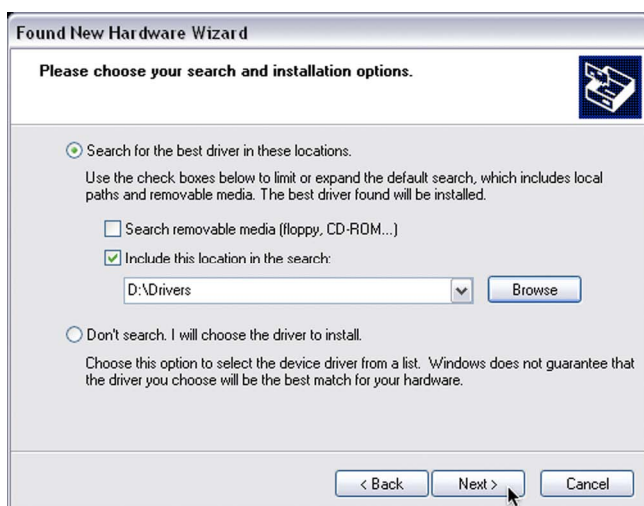 Found New Hardware Wizard
Please choose your search and installation options.
Search for the best driver in these locations.
Use the check boxes below to limit or expand the default search, which includes local
paths and removable media. The best driver found will be installed.
Search removable media (floppy, CD-ROM...)
Include this location in the search:
D:\Drivers
Browse
Don't search. I will choose the driver to install.
Choose this option to select the device driver from a list. Windows does not guarantee that
the driver you choose will be the best match for your hardware.
< Back Next > Cancel